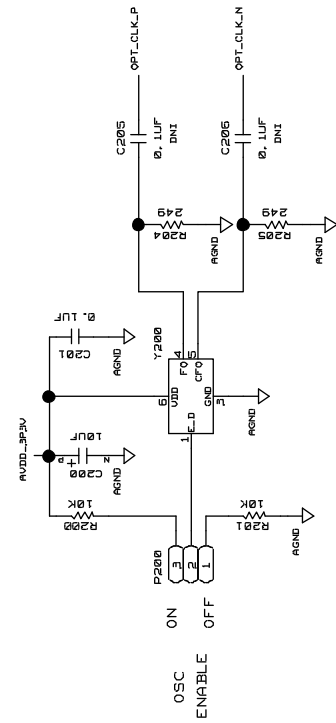 OPT_CLK_P
OPT_CLK_N
C205
0.1UF
DNI
C206
0.1UF
DNI
249
R204
AGND
249
R205
AGND
0.1UF
C201
AGND
Y200
4
FO
5
CFO
6
VDD
GND
3
1
E_D
AGND
AVDD_3P3V
P
10UF
C200
N
AGND
10K
R200
10K
R201
AGND
P200
3
2
1
ON
OFF
OSC
ENABLE